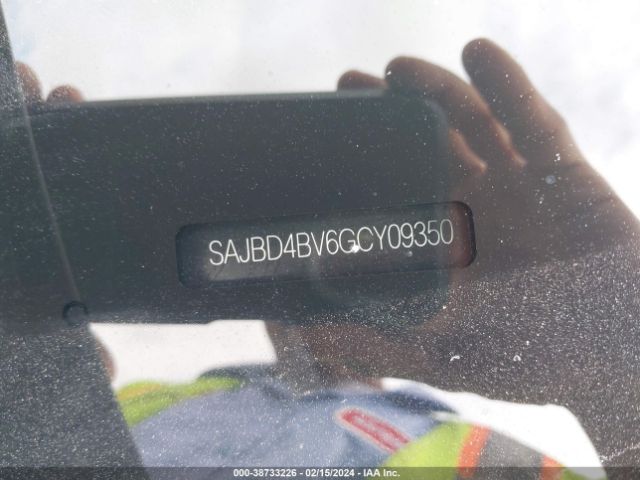 SAJBD4BV6GCY09350
000-38733226 - 02/15/2024 - IAA Inc.